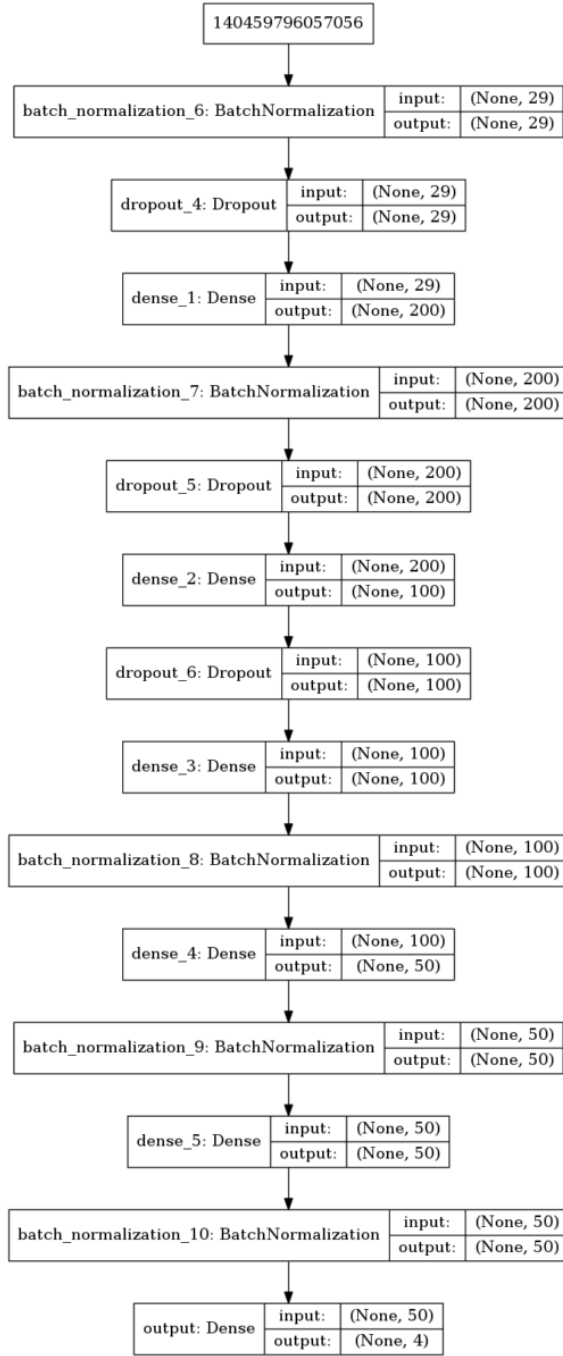 140459796057056
batch_normalization_6: BatchNormalization input: (None, 29)
output: (None, 29)
dropout_4: Dropout input: (None, 29)
output: (None, 29)
dense_1: Dense input: (None, 29)
output: (None, 200)
batch_normalization_7: BatchNormalization input: (None, 200)
output: (None, 200)
dropout_5: Dropout input: (None, 200)
output: (None, 200)
dense_2: Dense input: (None, 200)
output: (None, 100)
dropout_6: Dropout input: (None, 100)
output: (None, 100)
dense_3: Dense input: (None, 100)
output: (None, 100)
batch_normalization_8: BatchNormalization input: (None, 100)
output: (None, 100)
dense_4: Dense input: (None, 100)
output: (None, 50)
batch_normalization_9: BatchNormalization input: (None, 50)
output: (None, 50)
dense_5: Dense input: (None, 50)
output: (None, 50)
batch_normalization_10: BatchNormalization input: (None, 50)
output: (None, 50)
output: Dense input: (None, 50)
output: (None, 4)